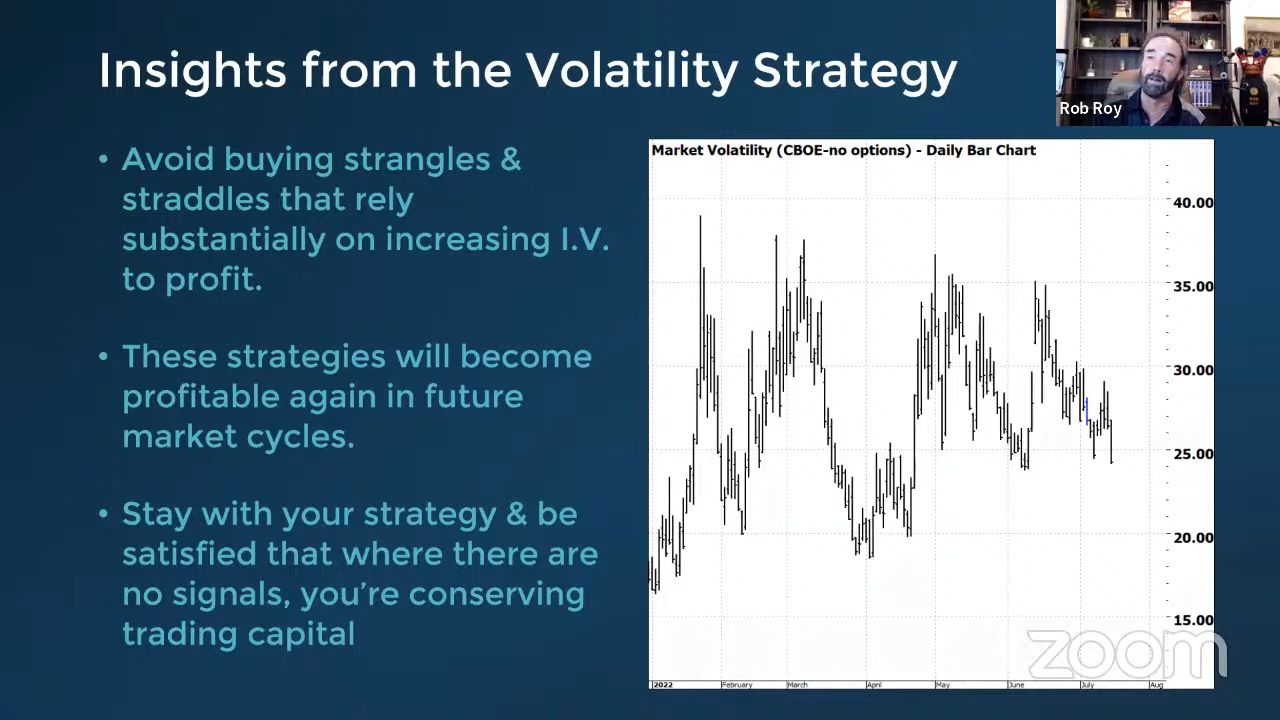 Insights from the Volatility Strategy
Rob Roy
• Avoid buying strangles &
straddles that rely
substantially on increasing I.V.
to profit.
• These strategies will become
profitable again in future
market cycles.
• Stay with your strategy & be
satisfied that where there are
no signals, you’re conserving
trading capital
Market Volatility (CBOE-no options) - Daily Bar Chart
40.00
35.00
30.00
25.00
20.00
15.00
2022 February March April May June July Aug
zoom